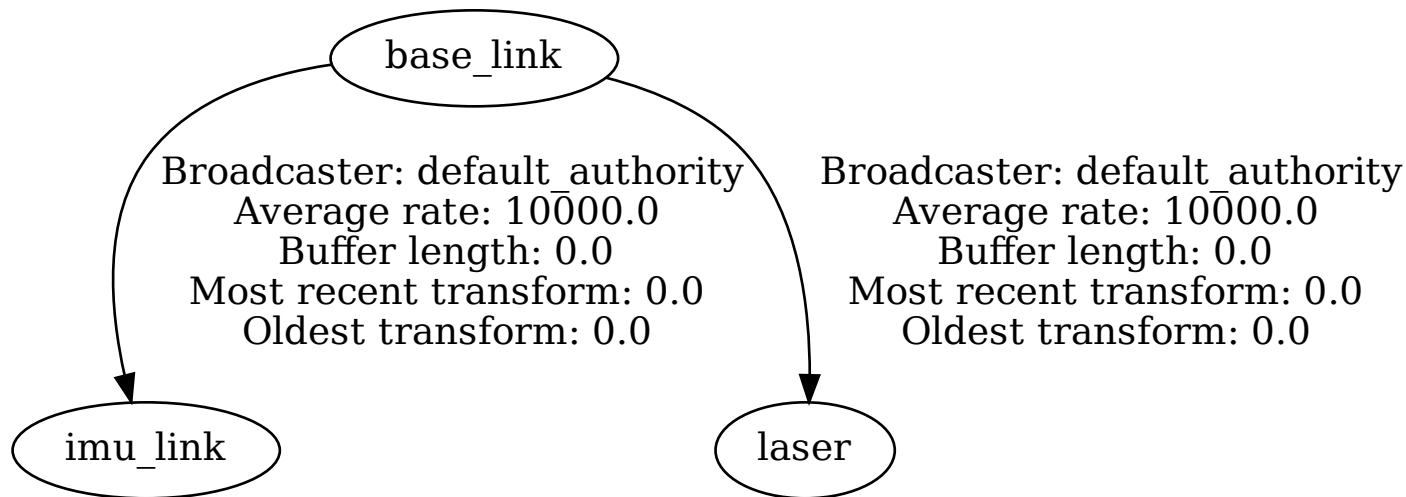 base_link
Broadcaster: default_authority
Average rate: 10000.0
Buffer length: 0.0
Most recent transform: 0.0
Oldest transform: 0.0
Broadcaster: default_authority
Average rate: 10000.0
Buffer length: 0.0
Most recent transform: 0.0
Oldest transform: 0.0
imu_link
laser